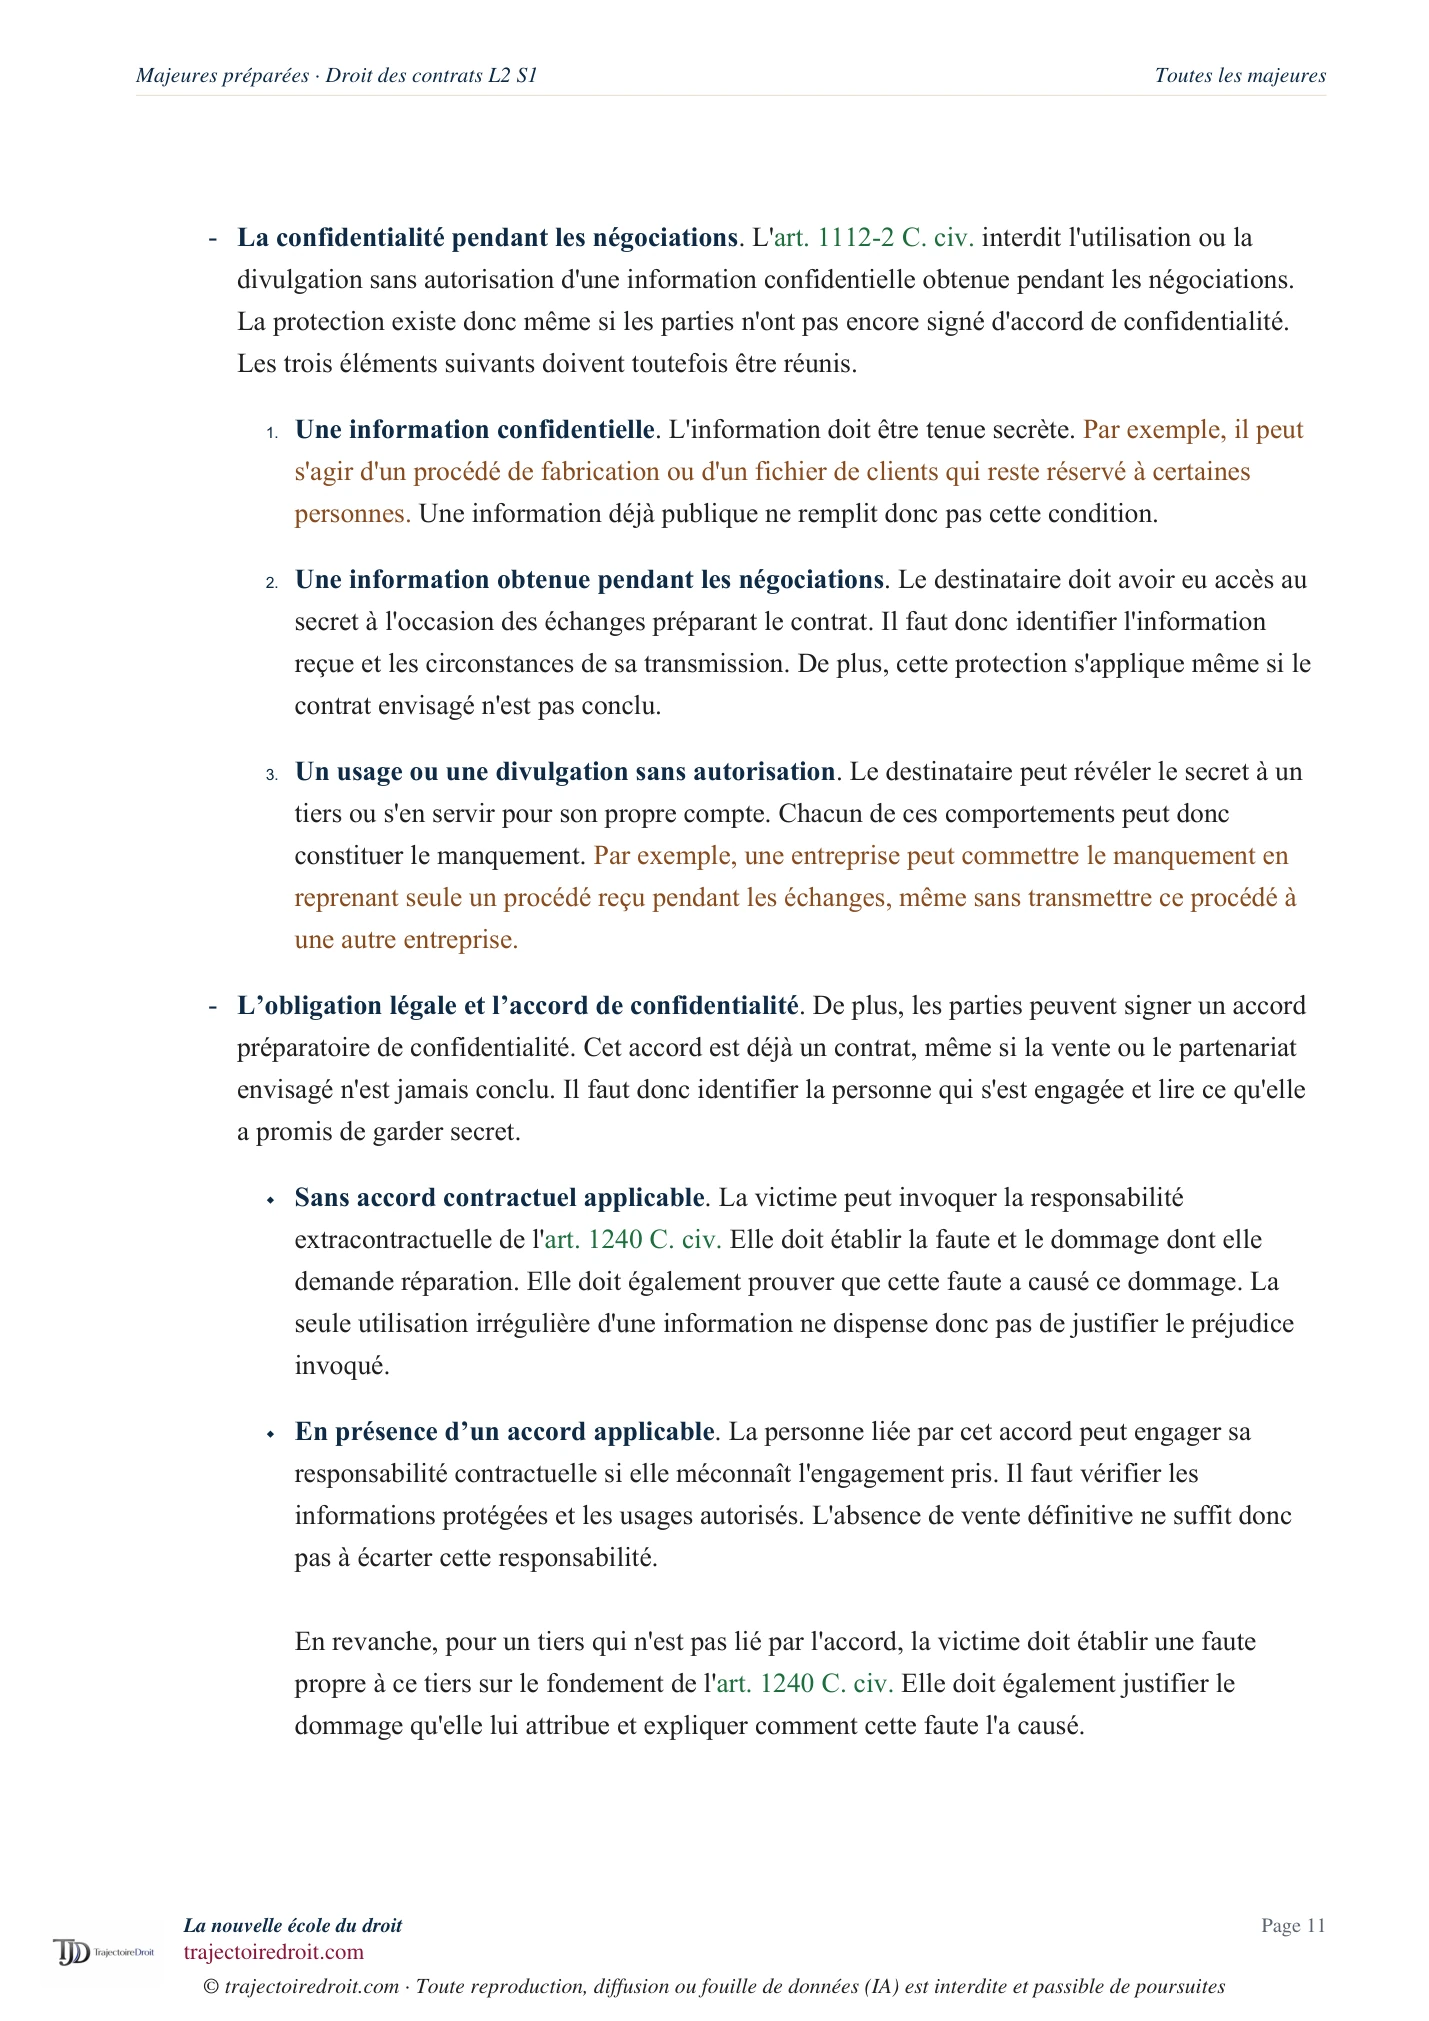 Majeures préparées · Droit des contrats L2 S1
Toutes les majeures
- La confidentialité pendant les négociations. L'art. 1112-2 C. civ. interdit l'utilisation ou la
divulgation sans autorisation d'une information confidentielle obtenue pendant les négociations.
La protection existe donc même si les parties n'ont pas encore signé d'accord de confidentialité.
Les trois éléments suivants doivent toutefois être réunis.
1. Une information confidentielle. L'information doit être tenue secrète. Par exemple, il peut
s'agir d'un procédé de fabrication ou d'un fichier de clients qui reste réservé à certaines
personnes. Une information déjà publique ne remplit donc pas cette condition.
2. Une information obtenue pendant les négociations. Le destinataire doit avoir eu accès au
secret à l'occasion des échanges préparant le contrat. Il faut donc identifier l'information
reçue et les circonstances de sa transmission. De plus, cette protection s'applique même si le
contrat envisagé n'est pas conclu.
3. Un usage ou une divulgation sans autorisation. Le destinataire peut révéler le secret à un
tiers ou s'en servir pour son propre compte. Chacun de ces comportements peut donc
constituer le manquement. Par exemple, une entreprise peut commettre le manquement en
reprenant seule un procédé reçu pendant les échanges, même sans transmettre ce procédé à
une autre entreprise.
- L’obligation légale et l’accord de confidentialité. De plus, les parties peuvent signer un accord
préparatoire de confidentialité. Cet accord est déjà un contrat, même si la vente ou le partenariat
envisagé n'est jamais conclu. Il faut donc identifier la personne qui s'est engagée et lire ce qu'elle
a promis de garder secret.
⬩ Sans accord contractuel applicable. La victime peut invoquer la responsabilité
extracontractuelle de l'art. 1240 C. civ. Elle doit établir la faute et le dommage dont elle
demande réparation. Elle doit également prouver que cette faute a causé ce dommage. La
seule utilisation irrégulière d'une information ne dispense donc pas de justifier le préjudice
invoqué.
⬩ En présence d’un accord applicable. La personne liée par cet accord peut engager sa
responsabilité contractuelle si elle méconnaît l'engagement pris. Il faut vérifier les
informations protégées et les usages autorisés. L'absence de vente définitive ne suffit donc
pas à écarter cette responsabilité.
En revanche, pour un tiers qui n'est pas lié par l'accord, la victime doit établir une faute
propre à ce tiers sur le fondement de l'art. 1240 C. civ. Elle doit également justifier le
dommage qu'elle lui attribue et expliquer comment cette faute l'a causé.
La nouvelle école du droit
Page 11
TJD TrajectoireDroit
trajectoiredroit.com
© trajectoiredroit.com · Toute reproduction, diffusion ou fouille de données (IA) est interdite et passible de poursuites